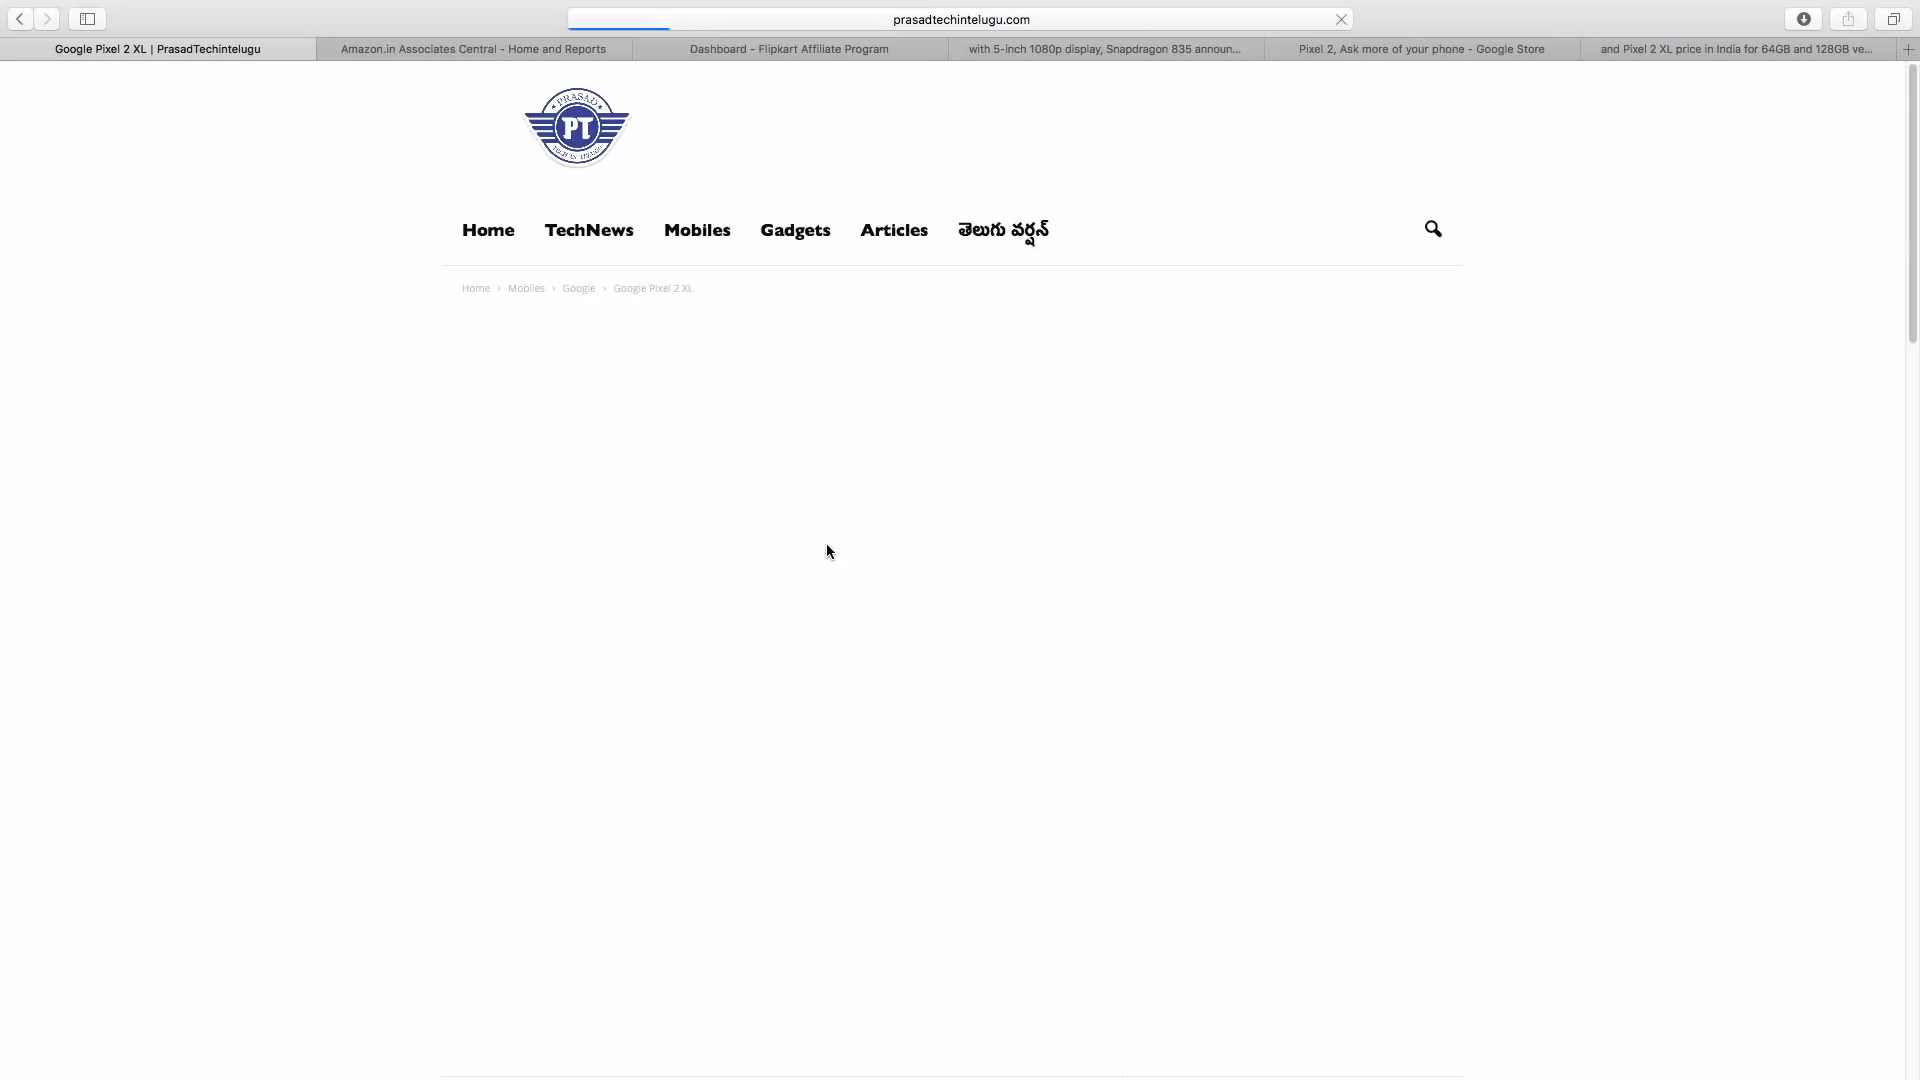 prasadtechintelugu.com
Google Pixel 2 XL | PrasadTechintelugu
Amazon.in Associates Central - Home and Reports
Dashboard - Flipkart Affiliate Program
with 5-inch 1080p display, Snapdragon 835 announ...
Pixel 2, Ask more of your phone - Google Store
and Pixel 2 XL price in India for 64GB and 128GB ve...
PRASAD
PT
TECH IN TELUGU
Home TechNews Mobiles Gadgets Articles తెలుగు వర్షన్
Home › Mobiles › Google › Google Pixel 2 XL